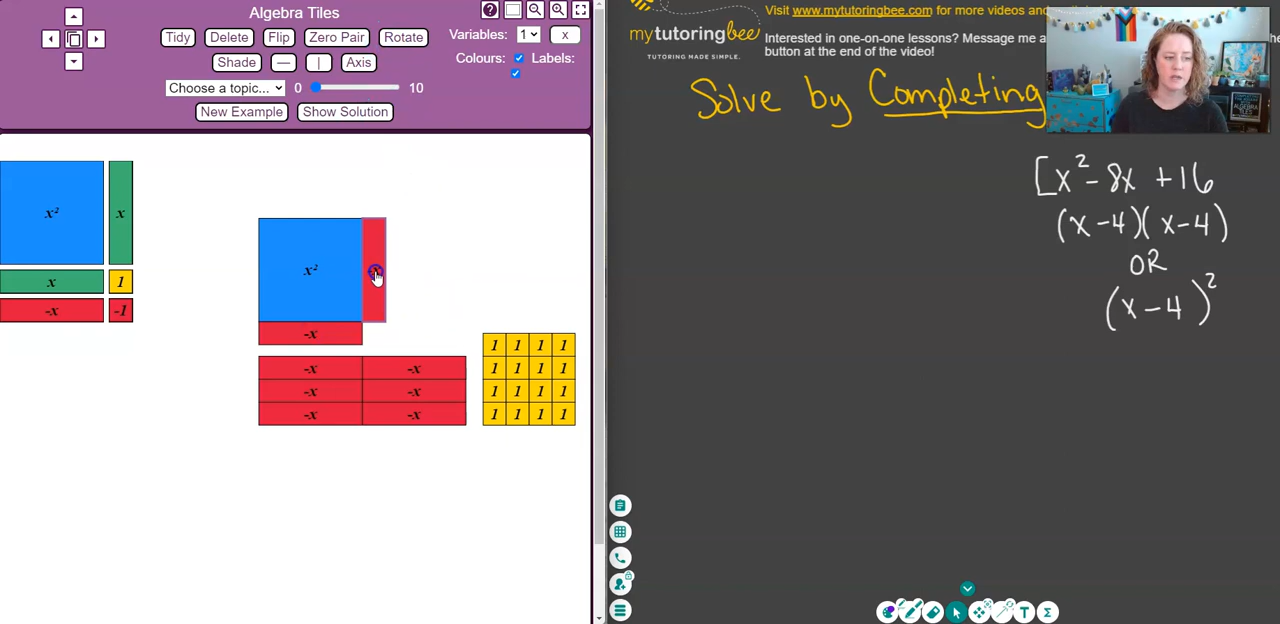 Algebra Tiles
Tidy Delete Flip Zero Pair Rotate
Shade — | Axis
Choose a topic... 0 10
New Example Show Solution
Variables: 1 x
Colours: Labels:
x²
x
x
1
-x
-1
x²
-x
-x -x
-x -x
-x -x
1 1 1 1
1 1 1 1
1 1 1 1
1 1 1 1
mytutoringbee
TUTORING MADE SIMPLE.
Visit www.mytutoringbee.com for more videos and
Interested in one-on-one lessons? Message me a
button at the end of the video!
Solve by Completing
[x² - 8x + 16
(x - 4)(x - 4)
OR
(x - 4)²
T Σ